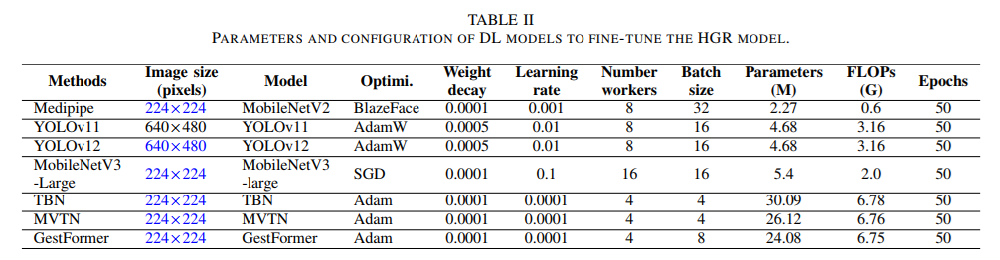 TABLE II
PARAMETERS AND CONFIGURATION OF DL MODELS TO FINE-TUNE THE HGR MODEL.
Methods Image size (pixels) Model Optimi. Weight decay Learning rate Number workers Batch size Parameters (M) FLOPs (G) Epochs
Medipipe 224×224 MobileNetV2 BlazeFace 0.0001 0.001 8 32 2.27 0.6 50
YOLOv11 640×480 YOLOv11 AdamW 0.0005 0.01 8 16 4.68 3.16 50
YOLOv12 640×480 YOLOv12 AdamW 0.0005 0.01 8 16 4.68 3.16 50
MobileNetV3 -Large 224×224 MobileNetV3 -large SGD 0.0001 0.1 16 16 5.4 2.0 50
TBN 224×224 TBN Adam 0.0001 0.0001 4 4 30.09 6.78 50
MVTN 224×224 MVTN Adam 0.0001 0.0001 4 4 26.12 6.76 50
GestFormer 224×224 GestFormer Adam 0.0001 0.0001 4 8 24.08 6.75 50